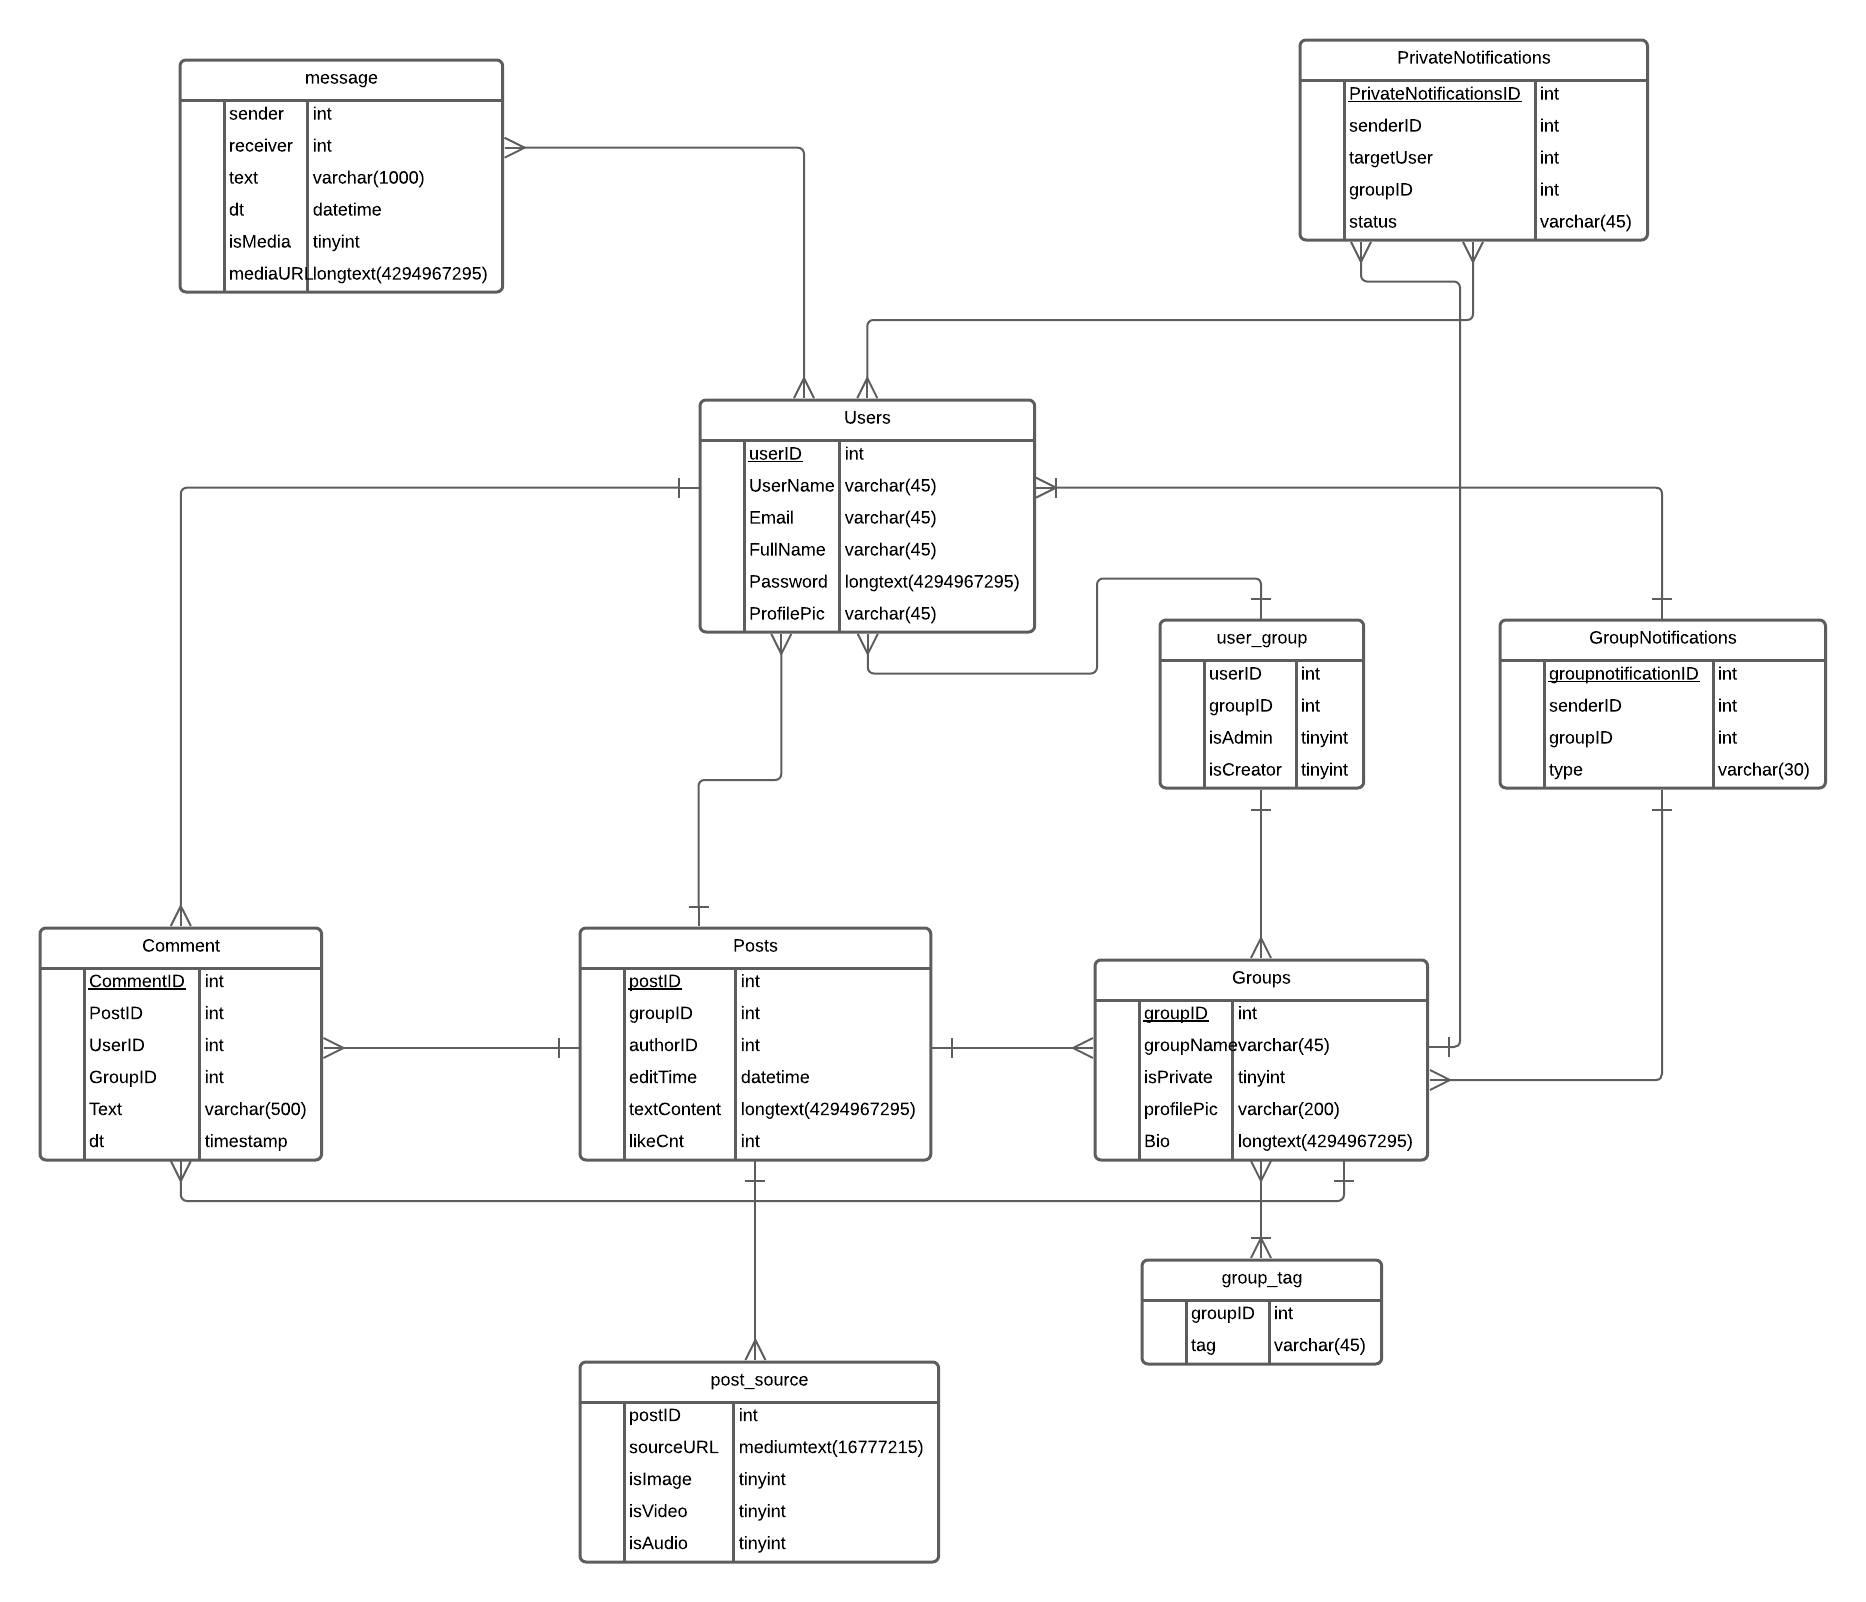 message
sender int
receiver int
text varchar(1000)
dt datetime
isMedia tinyint
mediaURL longtext(4294967295)
PrivateNotifications
PrivateNotificationsID int
senderID int
targetUser int
groupID int
status varchar(45)
Users
userID int
UserName varchar(45)
Email varchar(45)
FullName varchar(45)
Password longtext(4294967295)
ProfilePic varchar(45)
user_group
userID int
groupID int
isAdmin tinyint
isCreator tinyint
GroupNotifications
groupnotificationID int
senderID int
groupID int
type varchar(30)
Comment
CommentID int
PostID int
UserID int
GroupID int
Text varchar(500)
dt timestamp
Posts
postID int
groupID int
authorID int
editTime datetime
textContent longtext(4294967295)
likeCnt int
Groups
groupID int
groupName varchar(45)
isPrivate tinyint
profilePic varchar(200)
Bio longtext(4294967295)
group_tag
groupID int
tag varchar(45)
post_source
postID int
sourceURL mediumtext(16777215)
isImage tinyint
isVideo tinyint
isAudio tinyint